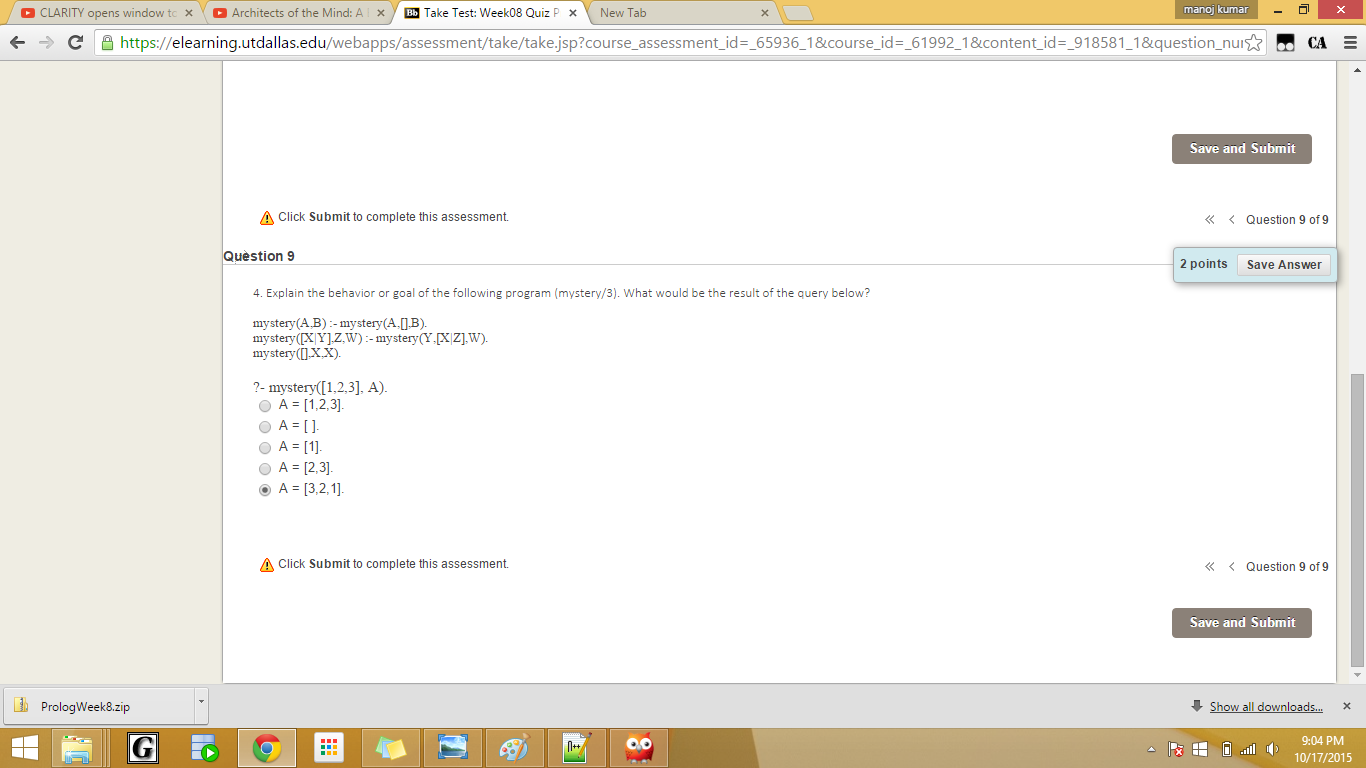 CLARITY opens window to
Architects of the Mind: A
Take Test: Week08 Quiz P
New Tab
manoj kumar
https://elearning.utdallas.edu/webapps/assessment/take/take.jsp?course_assessment_id=_65936_1&course_id=_61992_1&content_id=_918581_1&question_nu
CA
Save and Submit
Click Submit to complete this assessment.
Question 9 of 9
Question 9
2 points
Save Answer
4. Explain the behavior or goal of the following program (mystery/3). What would be the result of the query below?
mystery(A,B) :- mystery(A,[],B).
mystery([X|Y],Z,W) :- mystery(Y,[X|Z],W).
mystery([],X,X).
?- mystery([1,2,3], A).
A = [1,2,3].
A = [ ].
A = [1].
A = [2,3].
A = [3,2,1].
Click Submit to complete this assessment.
Question 9 of 9
Save and Submit
PrologWeek8.zip
Show all downloads...
G
9:04 PM
10/17/2015